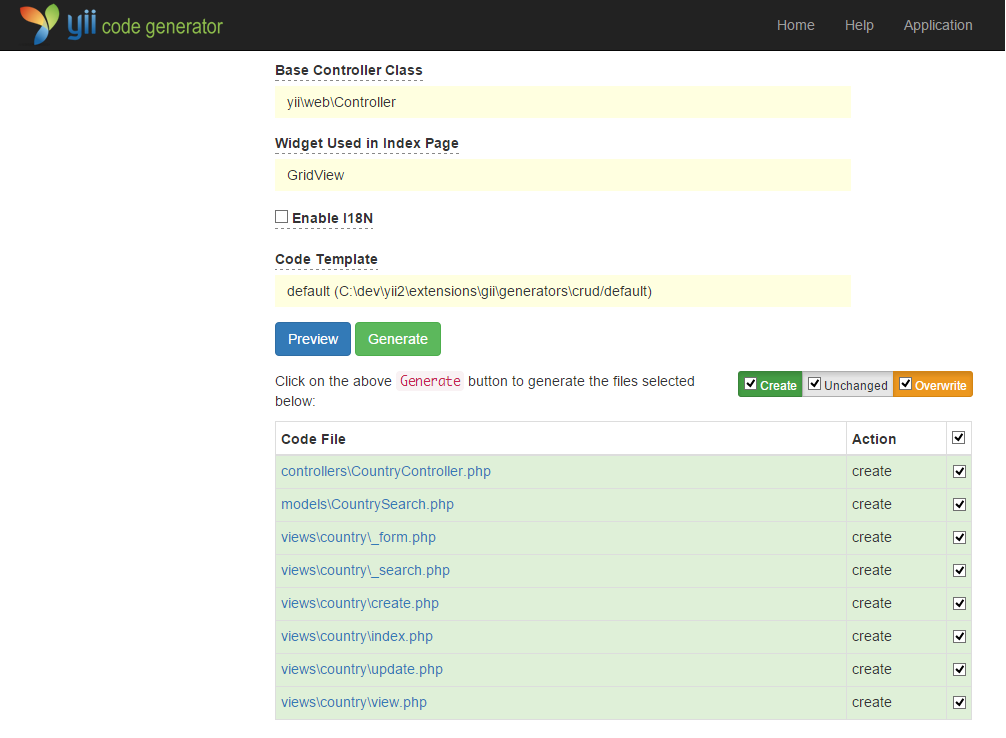 yii code generator
Home Help Application
Base Controller Class
yii\web\Controller
Widget Used in Index Page
GridView
Enable I18N
Code Template
default (C:\dev\yii2\extensions\gii\generators\crud/default)
Preview Generate
Click on the above Generate button to generate the files selected
below:
Create Unchanged Overwrite
Code File Action
controllers\CountryController.php create
models\CountrySearch.php create
views\country\_form.php create
views\country\_search.php create
views\country\create.php create
views\country\index.php create
views\country\update.php create
views\country\view.php create